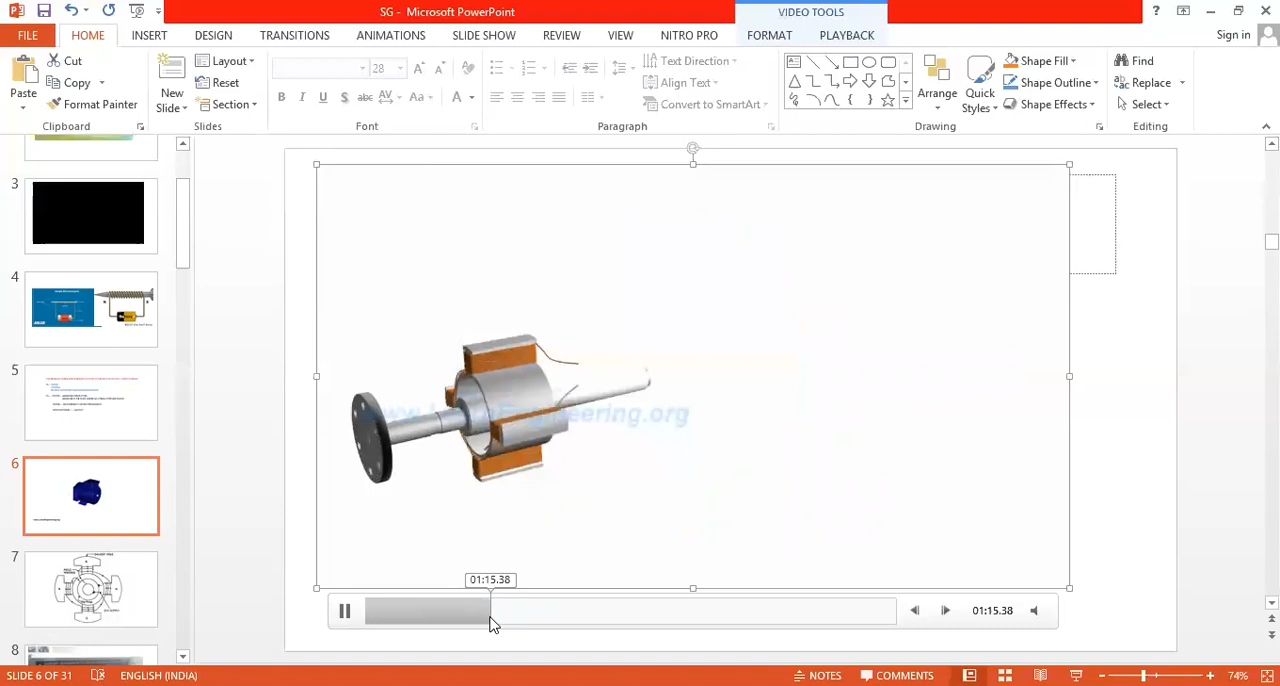 SG - Microsoft PowerPoint
VIDEO TOOLS
FILE HOME INSERT DESIGN TRANSITIONS ANIMATIONS SLIDE SHOW REVIEW VIEW NITRO PRO FORMAT PLAYBACK Sign in
Paste
Cut
Copy
Format Painter
Clipboard
New
Slide
Layout
Reset
Section
Slides
28
B I U S abc AV Aa A
Font
Text Direction
Align Text
Convert to SmartArt
Paragraph
Arrange
Quick
Styles
Shape Fill
Shape Outline
Shape Effects
Drawing
Find
Replace
Select
Editing
3
4
5
6
7
8
01:15.38
01:15.38
SLIDE 6 OF 31
ENGLISH (INDIA)
NOTES
COMMENTS
74%